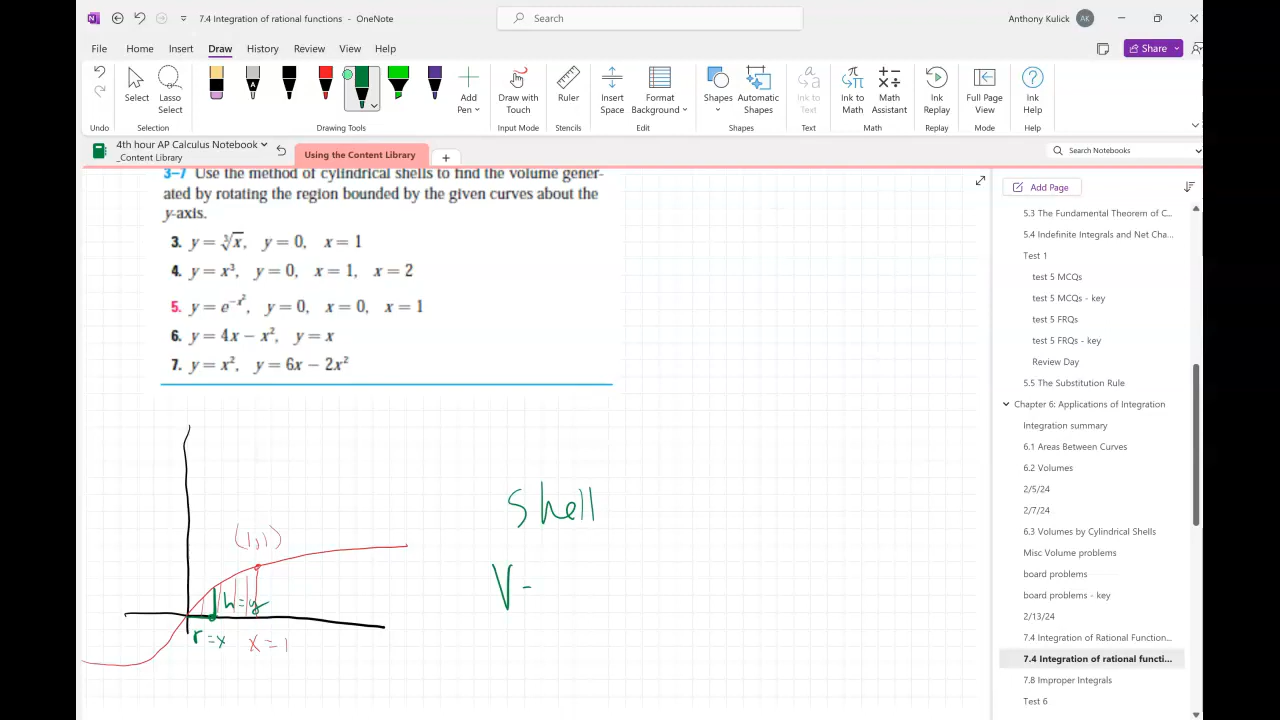 7.4 Integration of rational functions - OneNote
Search
Anthony Kulick
AK
File Home Insert Draw History Review View Help
Share
Undo
Select
Lasso Select
Selection
Add Pen
Drawing Tools
Draw with Touch
Input Mode
Ruler
Stencils
Insert Space
Format Background
Edit
Shapes
Automatic Shapes
Shapes
Ink to Text
Text
Ink to Math
Math Assistant
Math
Ink Replay
Replay
Full Page View
Mode
Ink Help
Help
4th hour AP Calculus Notebook
_Content Library
Using the Content Library
+
Search Notebooks
3–7 Use the method of cylindrical shells to find the volume gener-
ated by rotating the region bounded by the given curves about the
y-axis.
3. y = ∛x, y = 0, x = 1
4. y = x³, y = 0, x = 1, x = 2
5. y = e^(-x²), y = 0, x = 0, x = 1
6. y = 4x − x², y = x
7. y = x², y = 6x − 2x²
(1,1)
h=y
r=x
x=1
Shell
V -
Add Page
5.3 The Fundamental Theorem of C...
5.4 Indefinite Integrals and Net Cha...
Test 1
test 5 MCQs
test 5 MCQs - key
test 5 FRQs
test 5 FRQs - key
Review Day
5.5 The Substitution Rule
Chapter 6: Applications of Integration
Integration summary
6.1 Areas Between Curves
6.2 Volumes
2/5/24
2/7/24
6.3 Volumes by Cylindrical Shells
Misc Volume problems
board problems
board problems - key
2/13/24
7.4 Integration of Rational Function...
7.4 Integration of rational functi...
7.8 Improper Integrals
Test 6